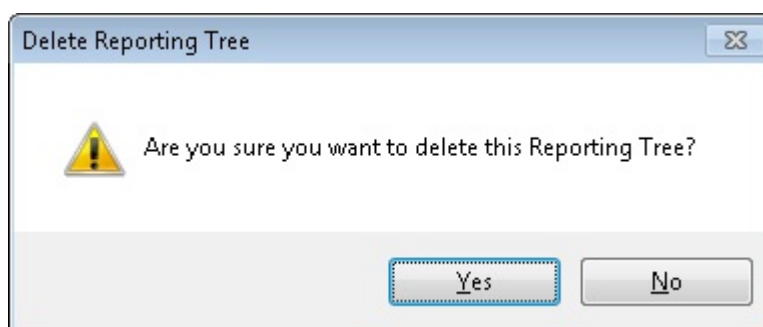 Delete Reporting Tree
Are you sure you want to delete this Reporting Tree?
Yes
No